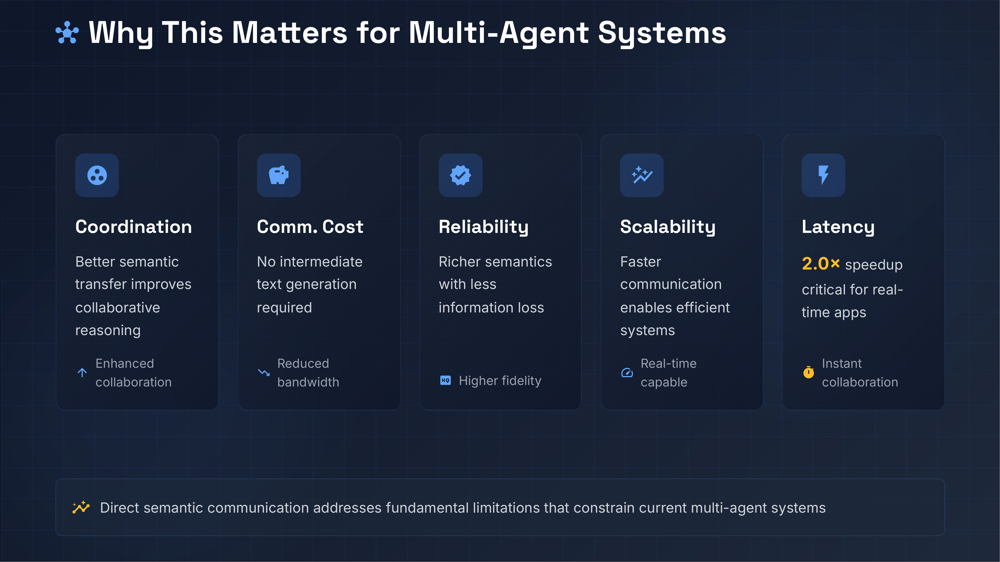 Why This Matters for Multi-Agent Systems
Coordination
Better semantic
transfer improves
collaborative
reasoning
Enhanced
collaboration
Comm. Cost
No intermediate
text generation
required
Reduced
bandwidth
Reliability
Richer semantics
with less
information loss
HQ Higher fidelity
Scalability
Faster
communication
enables efficient
systems
Real-time
capable
Latency
2.0× speedup
critical for real-
time apps
Instant
collaboration
Direct semantic communication addresses fundamental limitations that constrain current multi-agent systems